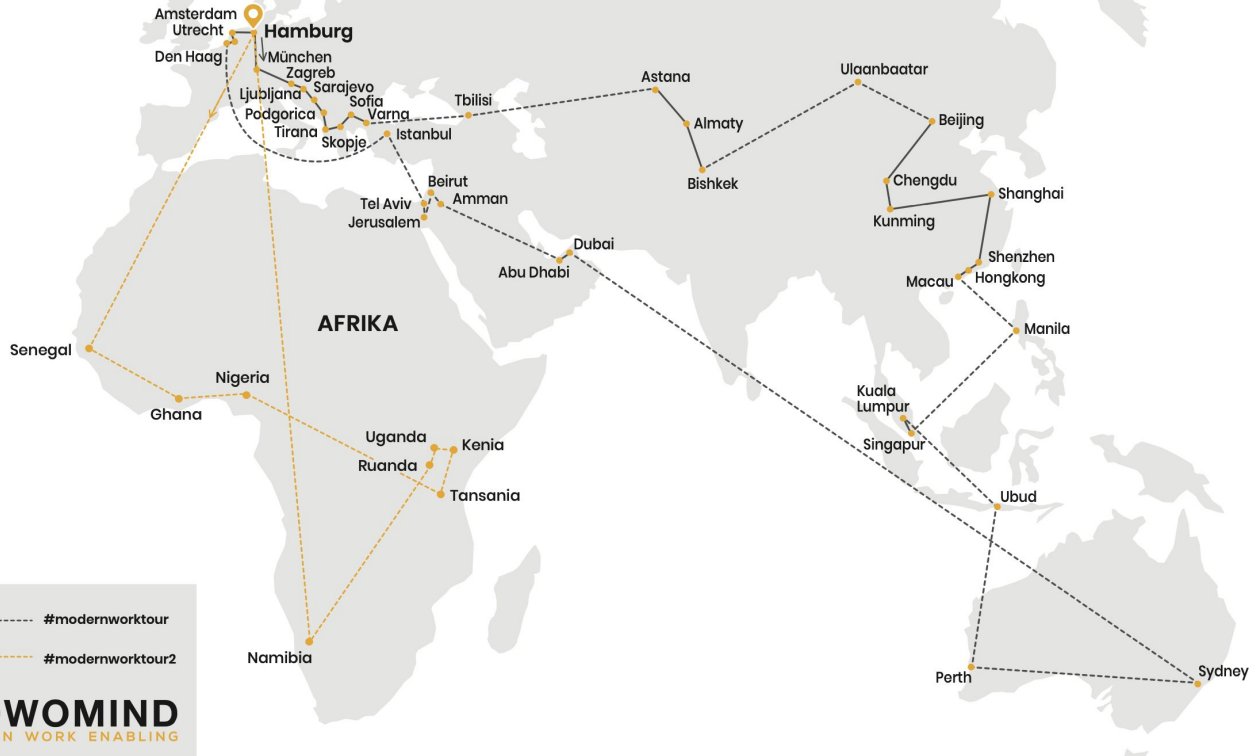 Amsterdam
Utrecht
Hamburg
Den Haag
München
Zagreb
Ljubljana
Sarajevo
Sofia
Podgorica
Varna
Tirana
Skopje
Istanbul
Tbilisi
Astana
Almaty
Bishkek
Ulaanbaatar
Beijing
Chengdu
Kunming
Shanghai
Shenzhen
Hongkong
Macau
Manila
Beirut
Tel Aviv
Amman
Jerusalem
Dubai
Abu Dhabi
AFRIKA
Senegal
Ghana
Nigeria
Uganda
Kenia
Ruanda
Tansania
Namibia
Kuala
Lumpur
Singapur
Ubud
Perth
Sydney
#modernworktour
#modernworktour2
WOMIND
N WORK ENABLING